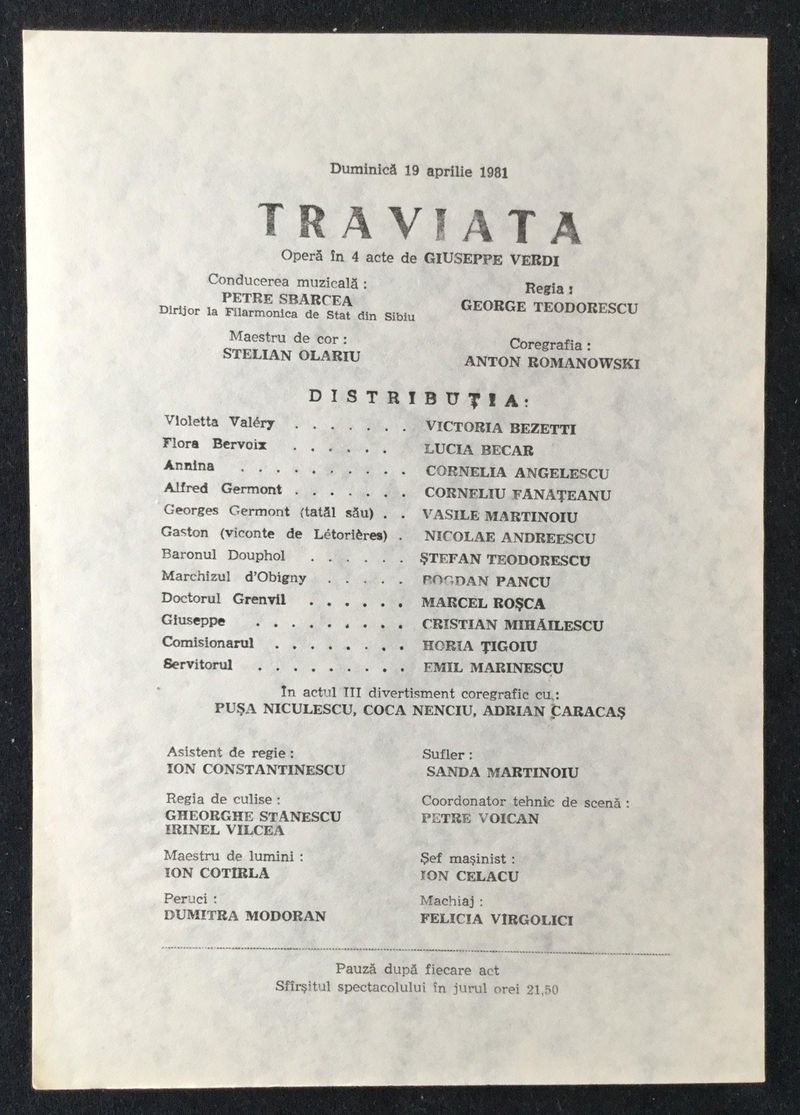 Duminică 19 aprilie 1981
TRAVIATA
Operă în 4 acte de GIUSEPPE VERDI
Conducerea muzicală :
PETRE SBARCEA
Dirijor la Filarmonica de Stat din Sibiu
Regia :
GEORGE TEODORESCU
Maestru de cor :
STELIAN OLARIU
Coregrafia :
ANTON ROMANOWSKI
DISTRIBUȚIA:
Violetta Valéry . . . . . . . VICTORIA BEZETTI
Flora Bervoix . . . . . . LUCIA BECAR
Annina . . . . . . . . . . CORNELIA ANGELESCU
Alfred Germont . . . . . . . CORNELIU FANAȚEANU
Georges Germont (tatăl său) . . VASILE MARTINOIU
Gaston (viconte de Létorières) . NICOLAE ANDREESCU
Baronul Douphol . . . . . . ȘTEFAN TEODORESCU
Marchizul d'Obigny . . . . . BOGDAN PANCU
Doctorul Grenvil . . . . . . MARCEL ROȘCA
Giuseppe . . . . . . . . . CRISTIAN MIHĂILESCU
Comisionarul . . . . . . . . HORIA ȚIGOIU
Servitorul . . . . . . . . . EMIL MARINESCU
În actul III divertisment coregrafic cu.:
PUȘA NICULESCU, COCA NENCIU, ADRIAN CARACAȘ
Asistent de regie :
ION CONSTANTINESCU
Sufler :
SANDA MARTINOIU
Regia de culise :
GHEORGHE STANESCU
IRINEL VILCEA
Coordonator tehnic de scenă :
PETRE VOICAN
Maestru de lumini :
ION COTÎRLA
Șef mașinist :
ION CELACU
Peruci :
DUMITRA MODORAN
Machiaj :
FELICIA VÎRGOLICI
Pauză după fiecare act
Sfîrșitul spectacolului în jurul orei 21,50